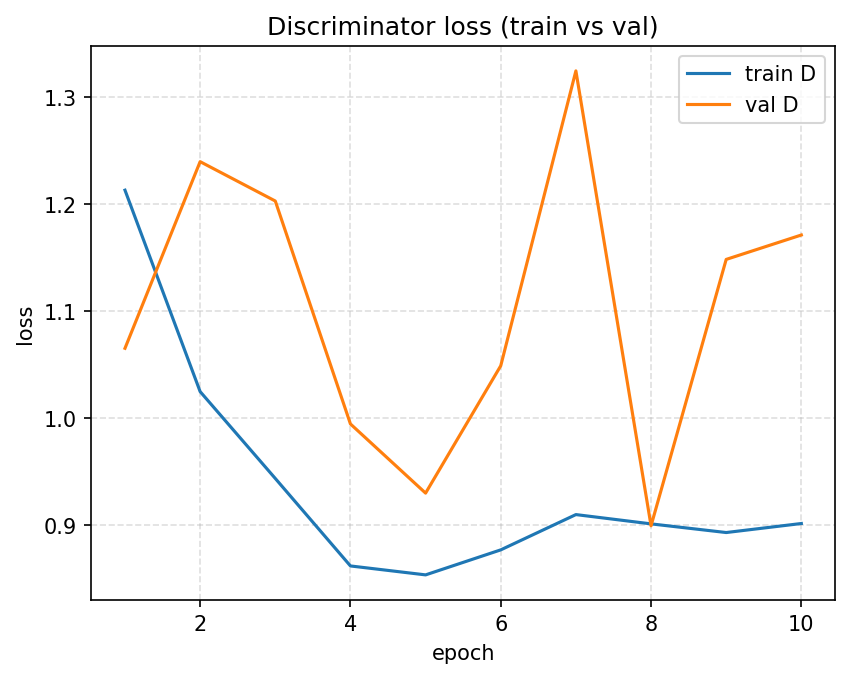 Discriminator loss (train vs val)
train D
val D
1.3
1.2
1.1
1.0
0.9
loss
2 4 6 8 10
epoch